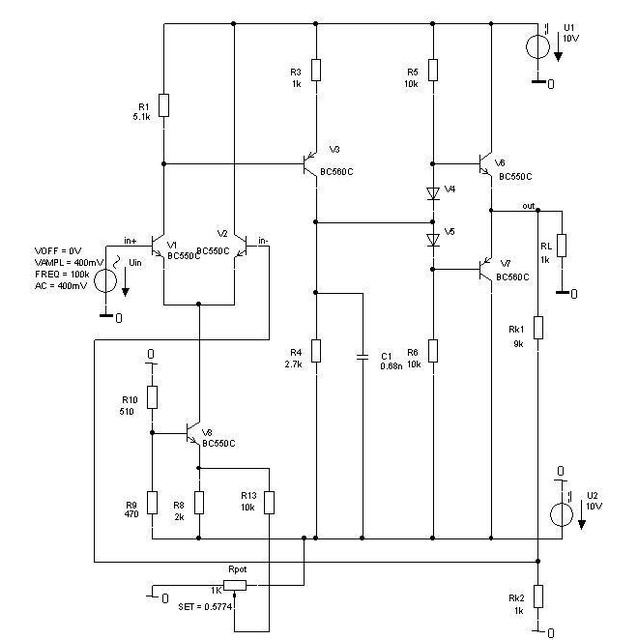 U1
10V
0
R3
1k
R5
10k
R1
5.1k
V3
BC560C
V6
BC550C
V4
out
in+
V1
BC550C
V2
BC550C
in-
V5
VOFF = 0V
VAMPL = 400mV
FREQ = 100k
AC = 400mV
Uin
RL
1k
V7
BC560C
0
0
Rk1
9k
R4
2.7k
C1
0.68n
R6
10k
0
R10
510
V8
BC550C
0
R9
470
R8
2k
R13
10k
U2
10V
Rpot
1K
0
SET = 0.5774
Rk2
1k
0